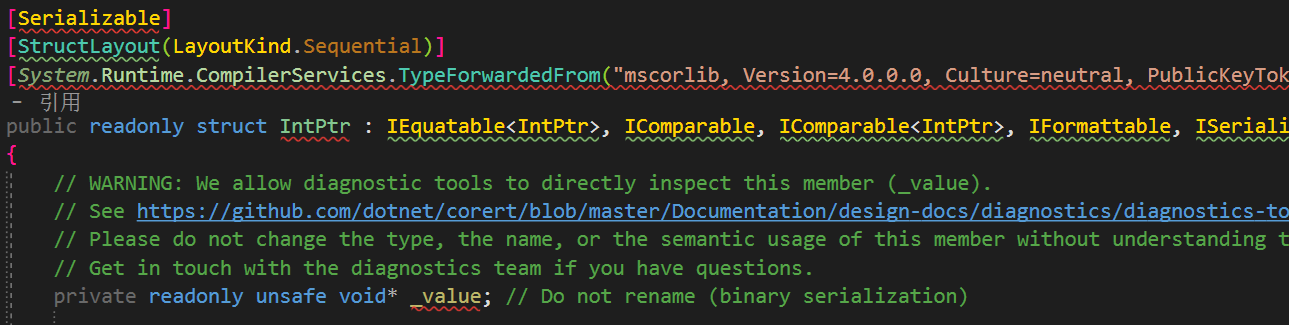 [Serializable]
[StructLayout(LayoutKind.Sequential)]
[System.Runtime.CompilerServices.TypeForwardedFrom("mscorlib, Version=4.0.0.0, Culture=neutral, PublicKeyTok
- 引用
public readonly struct IntPtr : IEquatable<IntPtr>, IComparable, IComparable<IntPtr>, IFormattable, ISeriali
{
// WARNING: We allow diagnostic tools to directly inspect this member (_value).
// See https://github.com/dotnet/corert/blob/master/Documentation/design-docs/diagnostics/diagnostics-to
// Please do not change the type, the name, or the semantic usage of this member without understanding t
// Get in touch with the diagnostics team if you have questions.
private readonly unsafe void* _value; // Do not rename (binary serialization)